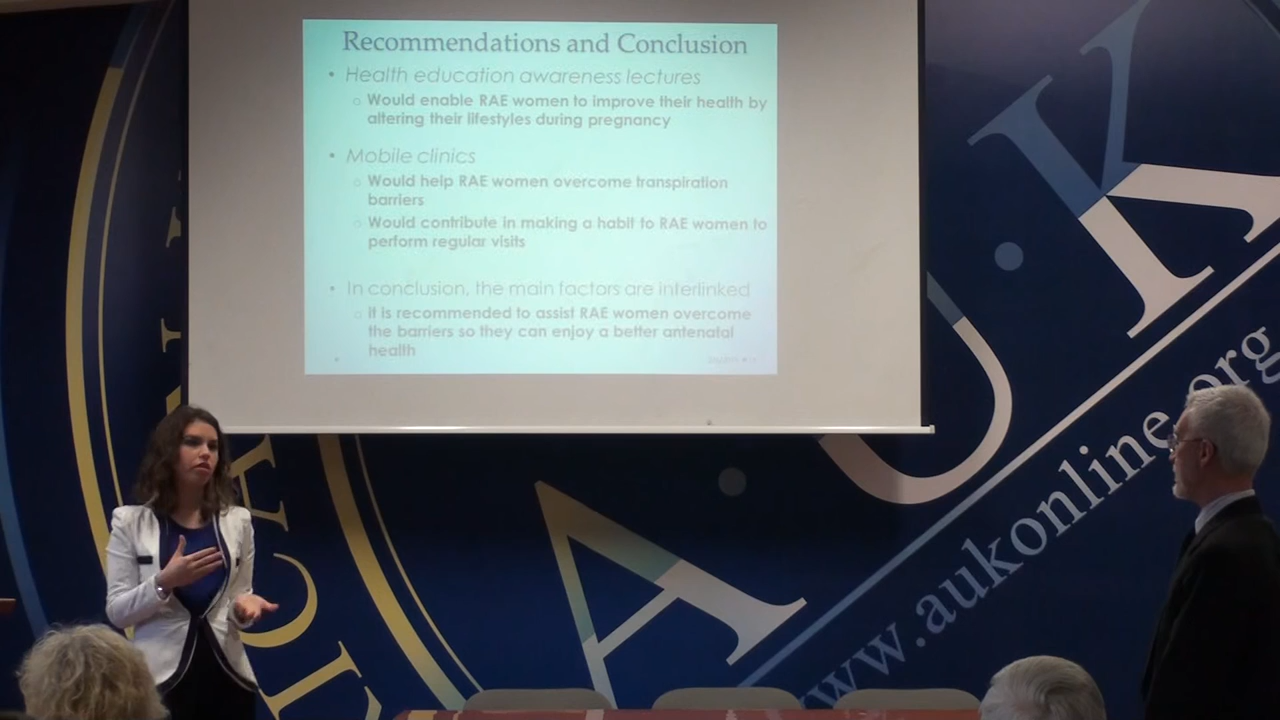 Recommendations and Conclusion
• Health education awareness lectures
○ Would enable RAE women to improve their health by
altering their lifestyles during pregnancy
• Mobile clinics
○ Would help RAE women overcome transpiration
barriers
○ Would contribute in making a habit to RAE women to
perform regular visits
• In conclusion, the main factors are interlinked
○ It is recommended to assist RAE women overcome
the barriers so they can enjoy a better antenatal
health
A·U·K
www.aukonline.org